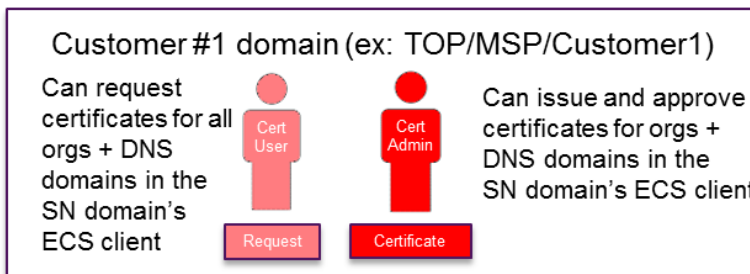 Customer #1 domain (ex: TOP/MSP/Customer1)
Can request
certificates for all
orgs + DNS
domains in the
SN domain's
ECS client
Cert
User
Request
Cert
Admin
Certificate
Can issue and approve
certificates for orgs +
DNS domains in the
SN domain's ECS client